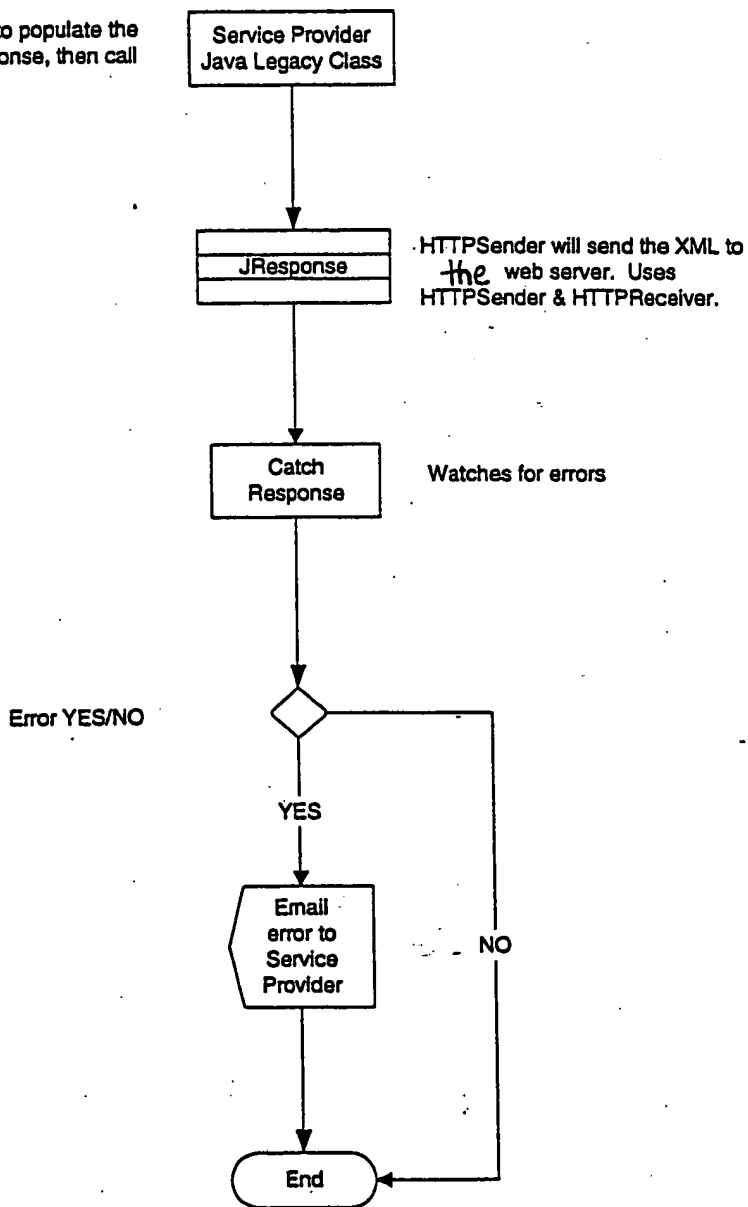 to populate the
onse, then call
Service Provider
Java Legacy Class
JResponse
HTTPSender will send the XML to
the web server. Uses
HTTPSender & HTTPReceiver.
Catch
Response
Watches for errors
Error YES/NO
YES
Email
error to
Service
Provider
NO
End